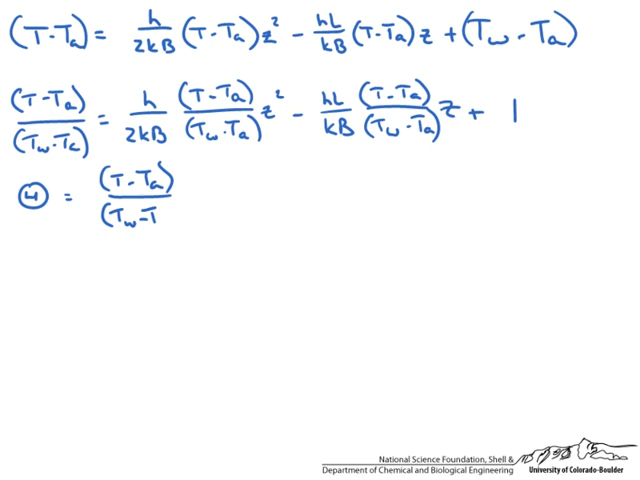 (T-Ta) = h/2kB (T-Ta)z² - hL/kB (T-Ta)z + (Tw-Ta)
(T-Ta)/(Tw-Ta) = h/2kB (T-Ta)/(Tw-Ta) z² - hL/kB (T-Ta)/(Tw-Ta) z + 1
Ⓗ = (T-Ta)/(Tw-T
National Science Foundation, Shell &
Department of Chemical and Biological Engineering
University of Colorado-Boulder